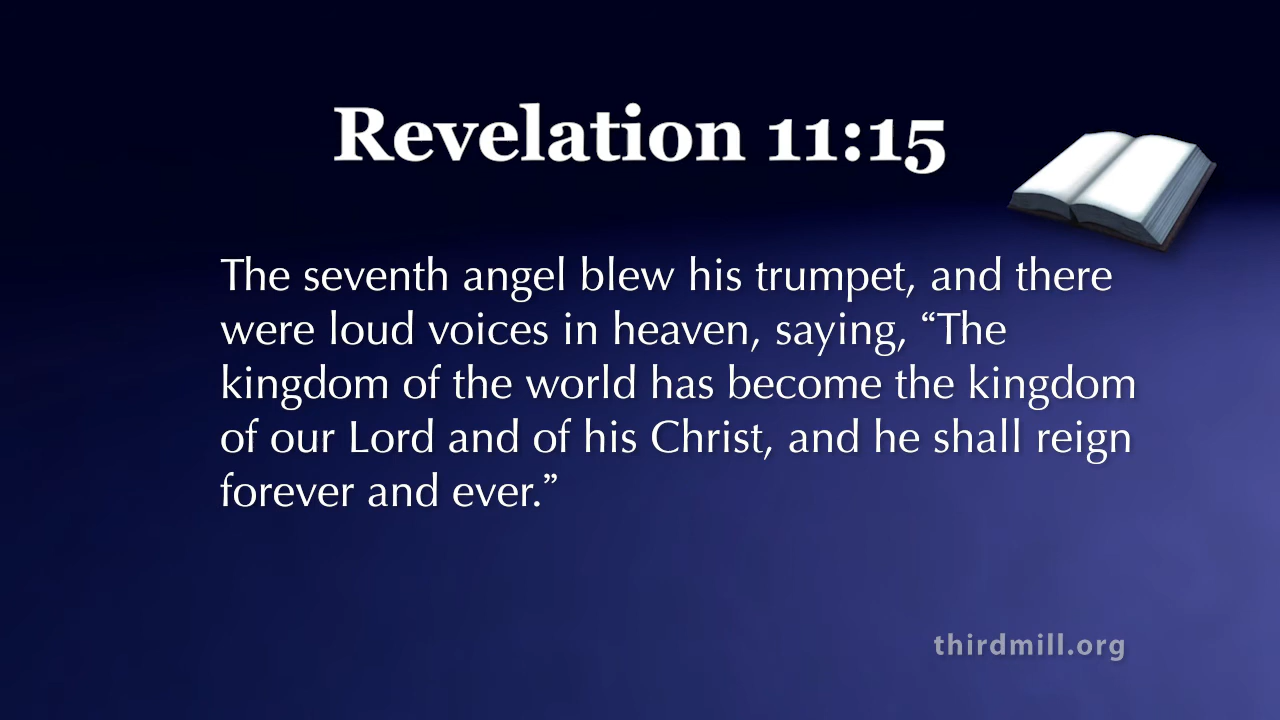 Revelation 11:15
The seventh angel blew his trumpet, and there
were loud voices in heaven, saying, “The
kingdom of the world has become the kingdom
of our Lord and of his Christ, and he shall reign
forever and ever.”
thirdmill.org